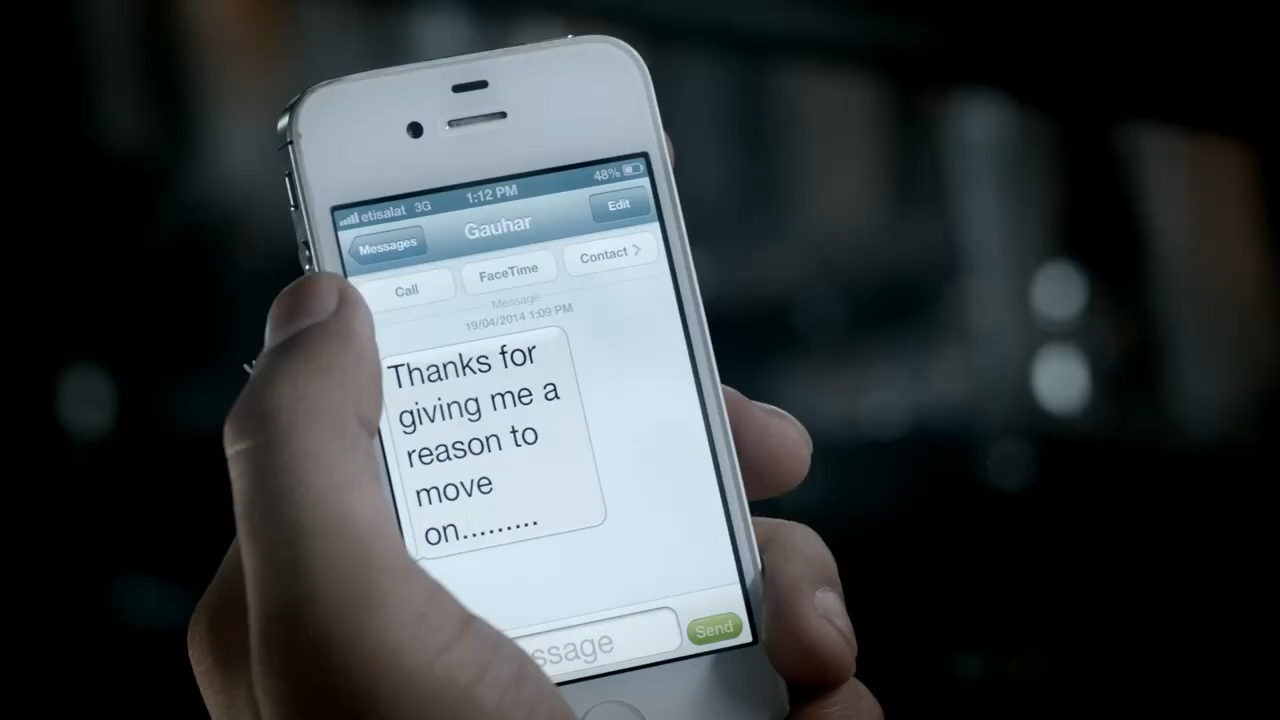 etisalat 3G 1:12 PM 48%
Messages Gauhar Edit
Call FaceTime Contact
Message
19/04/2014 1:09 PM
Thanks for
giving me a
reason to
move
on.........
ssage Send